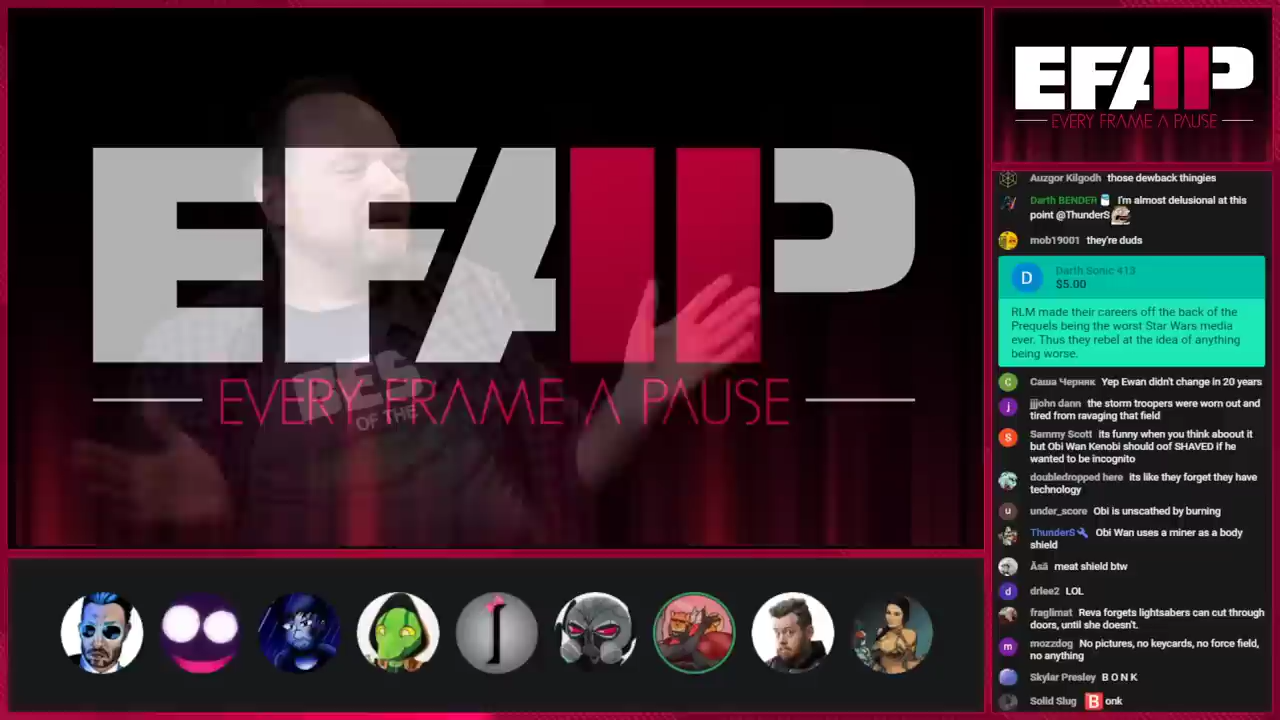 EFAP
EVERY FRAME A PAUSE
RES
OF THE
EFAP
EVERY FRAME A PAUSE
Auzgor Kilgodh those dewback thingies
Darth BENDER I'm almost delusional at this
point @ThunderS
mob19001 they're duds
D
Darth Sonic 413
$5.00
RLM made their careers off the back of the
Prequels being the worst Star Wars media
ever. Thus they rebel at the idea of anything
being worse.
C Саша Черняк Yep Ewan didn't change in 20 years
j jjjohn dann the storm troopers were worn out and
tired from ravaging that field
S Sammy Scott its funny when you think aboout it
but Obi Wan Kenobi should oof SHAVED if he
wanted to be incognito
doubledropped here its like they forget they have
technology
u under_score Obi is unscathed by burning
ThunderS Obi Wan uses a miner as a body
shield
Äsä meat shield btw
d drlee2 LOL
fraglimat Reva forgets lightsabers can cut through
doors, until she doesn't.
m mozzdog No pictures, no keycards, no force field,
no anything
Skylar Presley B O N K
Solid Slug B onk